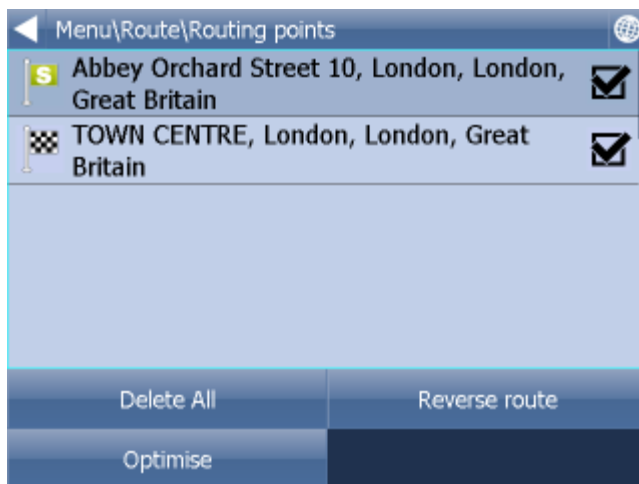 Menu\Route\Routing points
S
Abbey Orchard Street 10, London, London,
Great Britain
TOWN CENTRE, London, London, Great
Britain
Delete All
Reverse route
Optimise